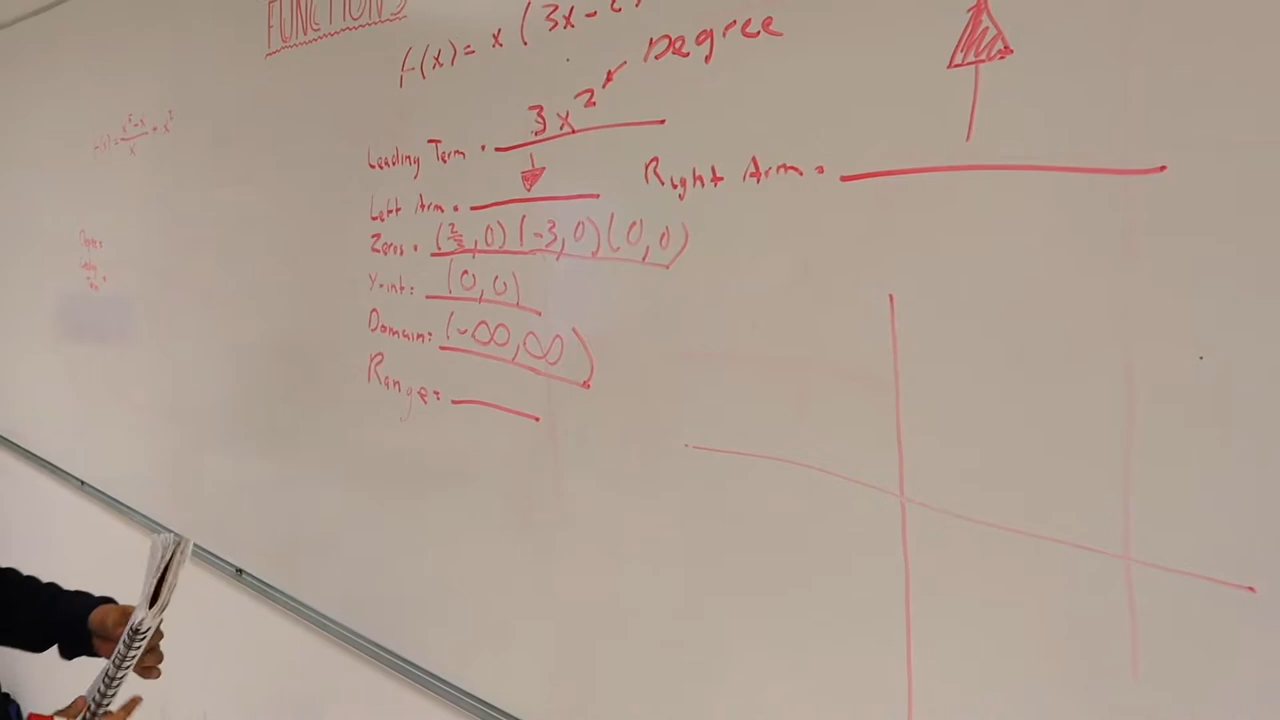 FUNCTIONS
f(x) = x (3x-2)
Degree
Leading Term = 3x²
Left Arm = Right Arm =
Zeros = (2/3, 0) (-3, 0) (0, 0)
Y-int: (0, 0)
Domain: (-∞, ∞)
Range: